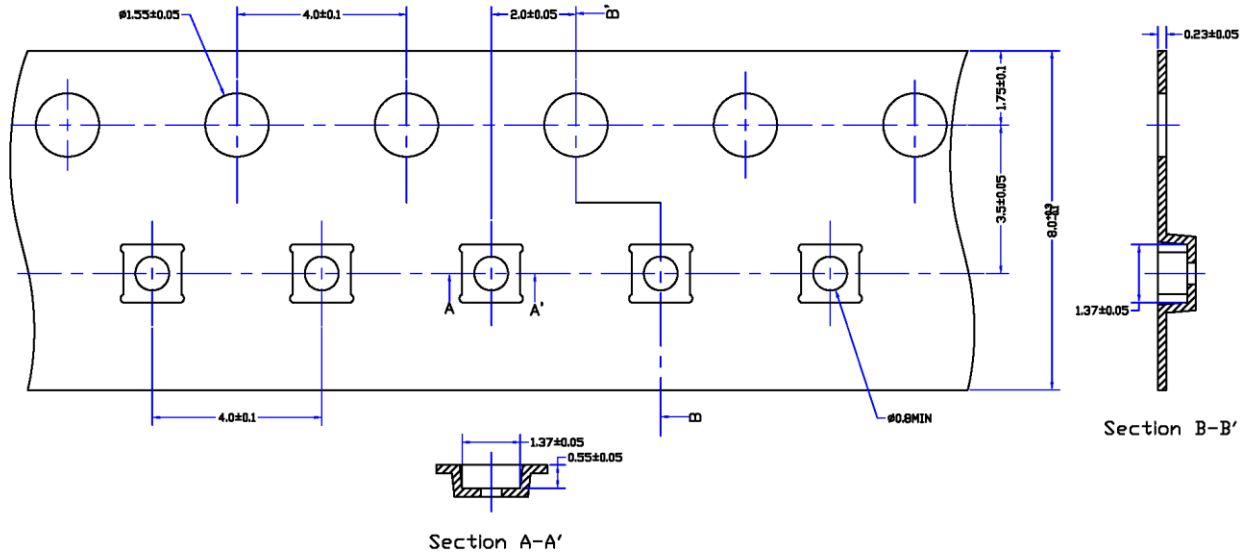 ø1.55±0.05
4.0±0.1
2.0±0.05
B'
0.23±0.05
1.75±0.1
3.5±0.05
A
A'
1.37±0.05
4.0±0.1
B
ø0.8MIN
Section B-B'
1.37±0.05
0.55±0.05
Section A-A'